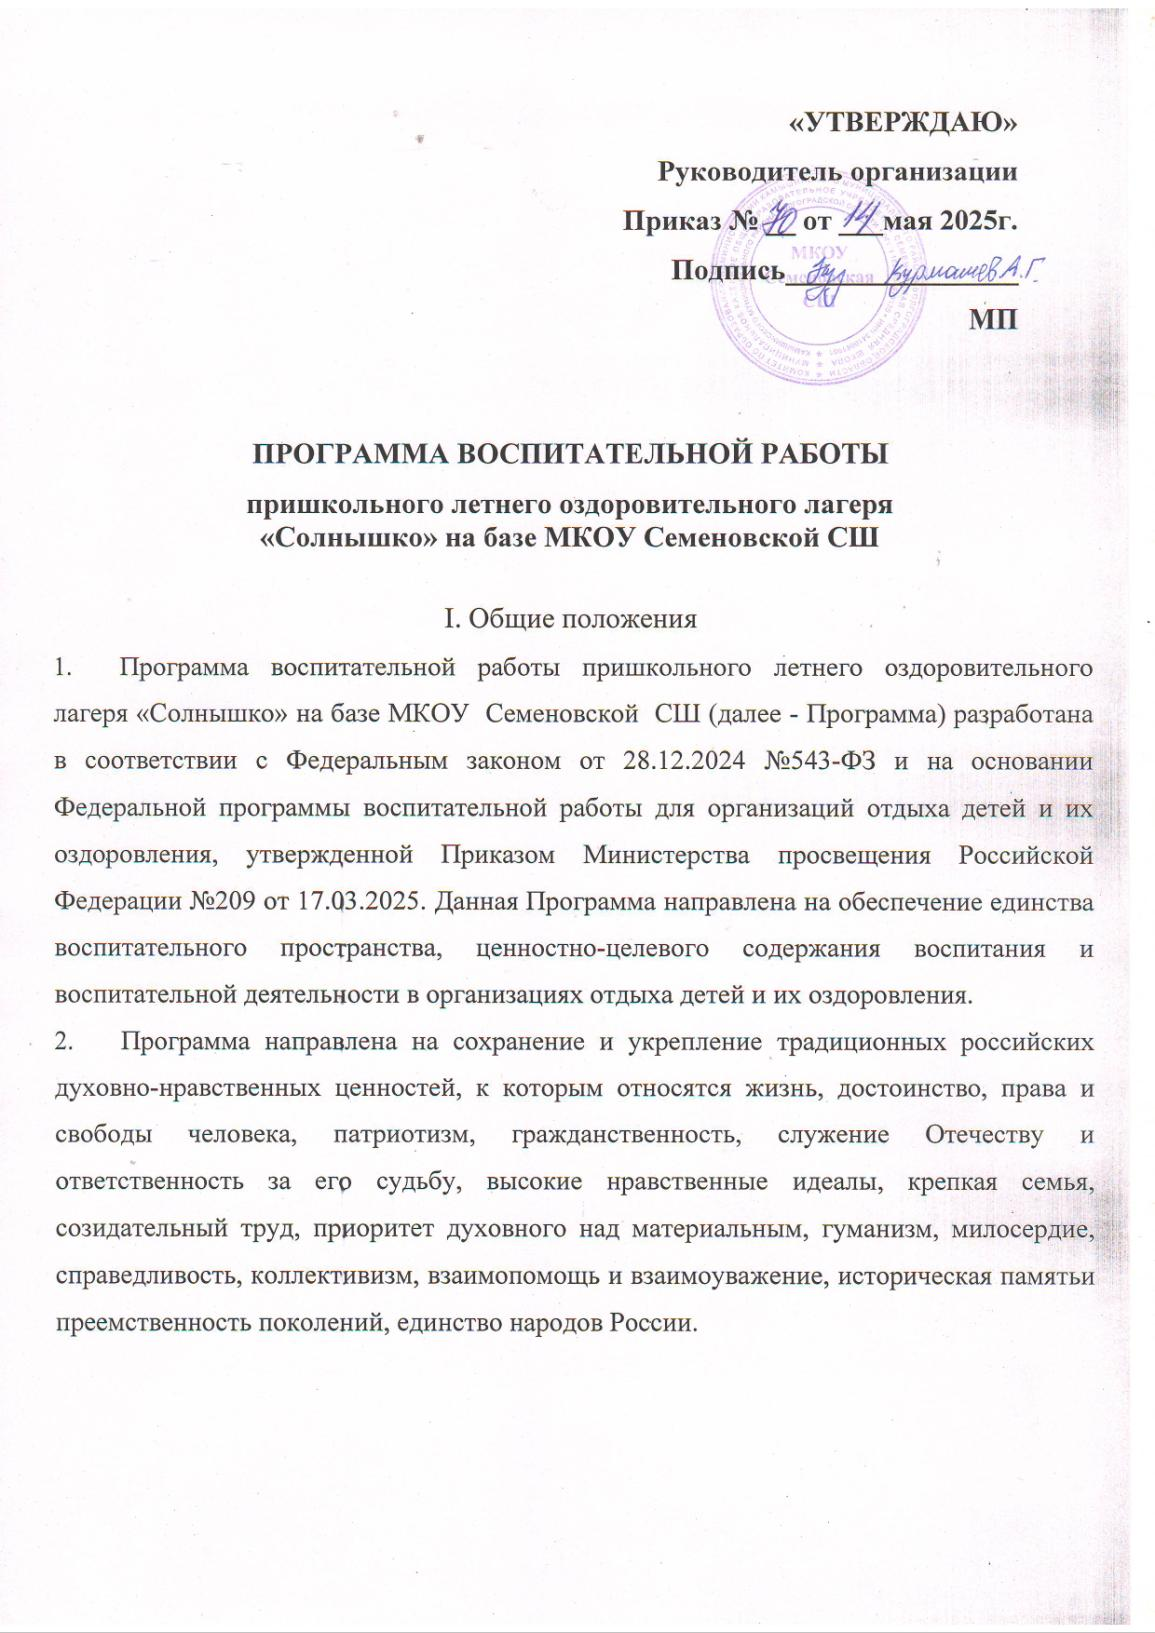 «УТВЕРЖДАЮ»
Руководитель организации
Приказ № 70 от 14 мая 2025г.
Подпись Курмашев А.Г.
МП
МКОУ
Семеновская
СШ
ПРОГРАММА ВОСПИТАТЕЛЬНОЙ РАБОТЫ
пришкольного летнего оздоровительного лагеря
«Солнышко» на базе МКОУ Семеновской СШ
I. Общие положения
1. Программа воспитательной работы пришкольного летнего оздоровительного
лагеря «Солнышко» на базе МКОУ Семеновской СШ (далее - Программа) разработана
в соответствии с Федеральным законом от 28.12.2024 №543-ФЗ и на основании
Федеральной программы воспитательной работы для организаций отдыха детей и их
оздоровления, утвержденной Приказом Министерства просвещения Российской
Федерации №209 от 17.03.2025. Данная Программа направлена на обеспечение единства
воспитательного пространства, ценностно-целевого содержания воспитания и
воспитательной деятельности в организациях отдыха детей и их оздоровления.
2. Программа направлена на сохранение и укрепление традиционных российских
духовно-нравственных ценностей, к которым относятся жизнь, достоинство, права и
свободы человека, патриотизм, гражданственность, служение Отечеству и
ответственность за его судьбу, высокие нравственные идеалы, крепкая семья,
созидательный труд, приоритет духовного над материальным, гуманизм, милосердие,
справедливость, коллективизм, взаимопомощь и взаимоуважение, историческая памятьи
преемственность поколений, единство народов России.